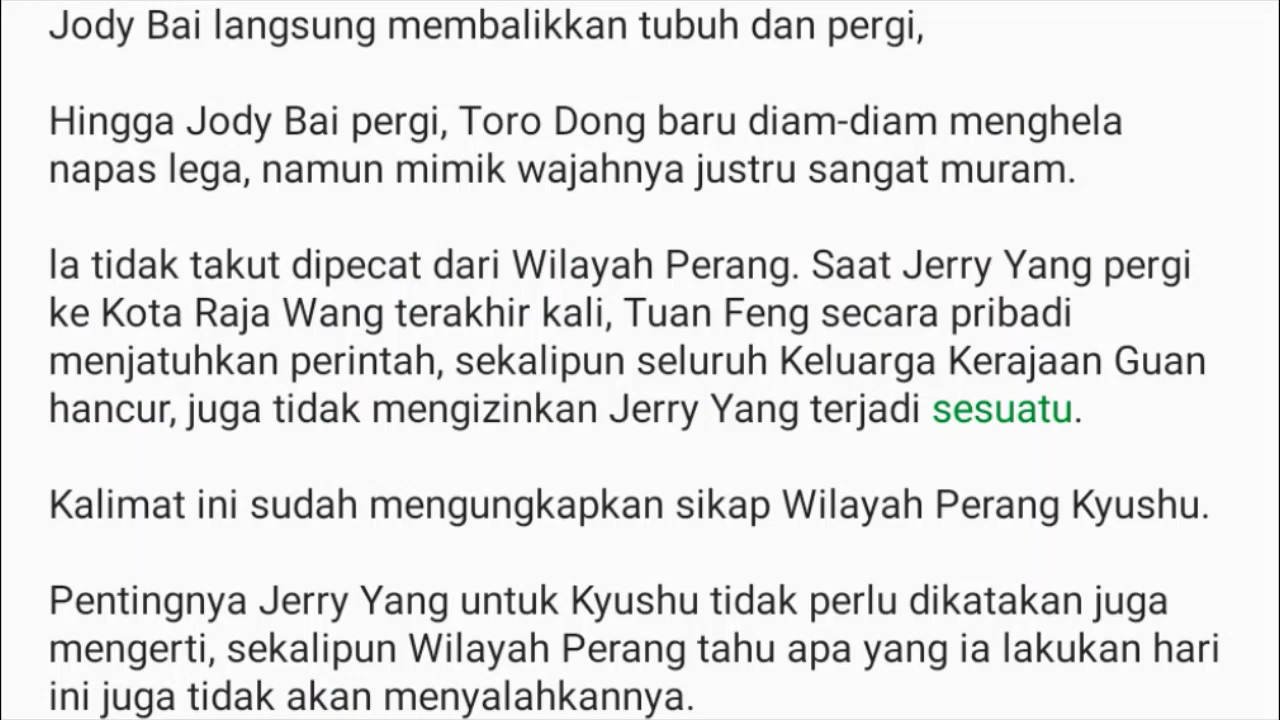 Jody Bai langsung membalikkan tubuh dan pergi,
Hingga Jody Bai pergi, Toro Dong baru diam-diam menghela
napas lega, namun mimik wajahnya justru sangat muram.
Ia tidak takut dipecat dari Wilayah Perang. Saat Jerry Yang pergi
ke Kota Raja Wang terakhir kali, Tuan Feng secara pribadi
menjatuhkan perintah, sekalipun seluruh Keluarga Kerajaan Guan
hancur, juga tidak mengizinkan Jerry Yang terjadi sesuatu.
Kalimat ini sudah mengungkapkan sikap Wilayah Perang Kyushu.
Pentingnya Jerry Yang untuk Kyushu tidak perlu dikatakan juga
mengerti, sekalipun Wilayah Perang tahu apa yang ia lakukan hari
ini juga tidak akan menyalahkannya.